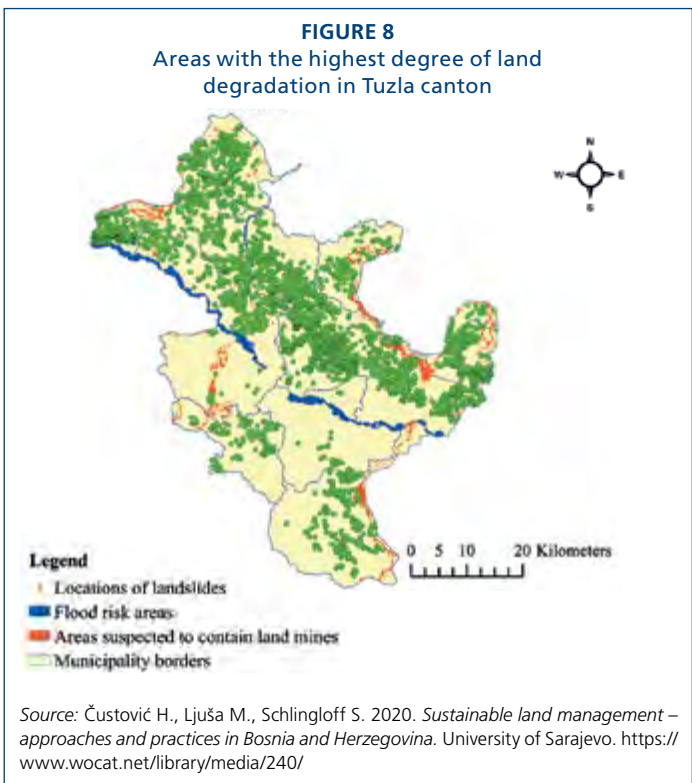 FIGURE 8
Areas with the highest degree of land
degradation in Tuzla canton
N
W E
S
0 5 10 20 Kilometers
Legend
Locations of landslides
Flood risk areas
Areas suspected to contain land mines
Municipality borders
Source: Čustović H., Ljuša M., Schlingloff S. 2020. Sustainable land management –
approaches and practices in Bosnia and Herzegovina. University of Sarajevo. https://
www.wocat.net/library/media/240/